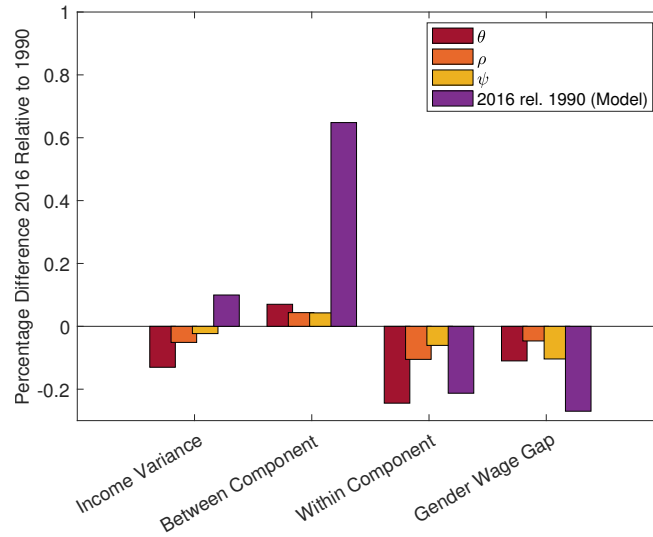 Percentage Difference 2016 Relative to 1990
1
0.8
0.6
0.4
0.2
0
-0.2
θ
ρ
ψ
2016 rel. 1990 (Model)
Income Variance
Between Component
Within Component
Gender Wage Gap